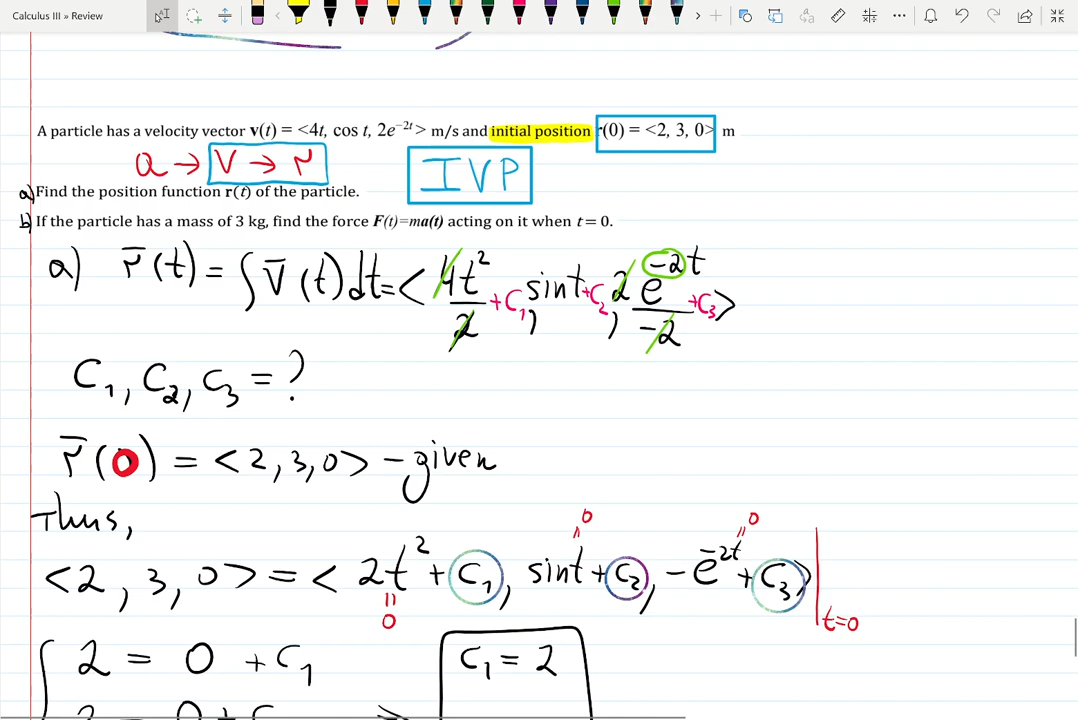 Calculus III > Review
A particle has a velocity vector v(t) = <4t, cos t, 2e^{-2t}> m/s and initial position r(0) = <2, 3, 0> m
a → v → r
IVP
a) Find the position function r(t) of the particle.
b) If the particle has a mass of 3 kg, find the force F(t)=ma(t) acting on it when t = 0.
a) r̄(t) = ∫ v̄(t)dt = < 4t²/2 + C₁, sint + C₂, 2 e^{-2t}/-2 + C₃ >
C₁, C₂, C₃ = ?
r̄(0) = <2, 3, 0> - given
Thus,
0 0
<2, 3, 0> = < 2t² + C₁, sint + C₂, -e^{-2t} + C₃ > |
0 t=0
2 = 0 + C₁ C₁ = 2